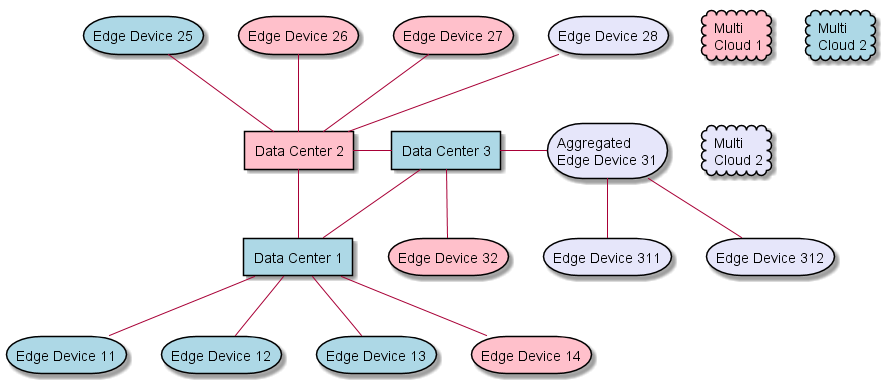 Edge Device 25
Edge Device 26
Edge Device 27
Edge Device 28
Multi
Cloud 1
Multi
Cloud 2
Data Center 2
Data Center 3
Aggregated
Edge Device 31
Multi
Cloud 2
Data Center 1
Edge Device 32
Edge Device 311
Edge Device 312
Edge Device 11
Edge Device 12
Edge Device 13
Edge Device 14